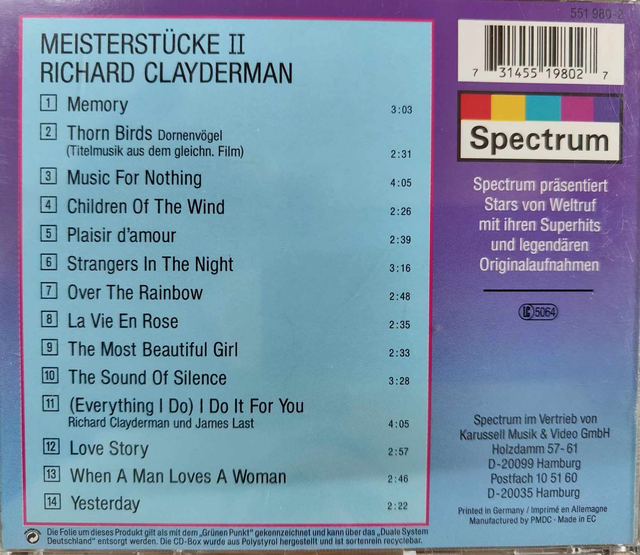 551 980-2
MEISTERSTÜCKE II
RICHARD CLAYDERMAN
1 Memory 3:03
2 Thorn Birds Dornenvögel
(Titelmusik aus dem gleichn. Film) 2:31
3 Music For Nothing 4:05
4 Children Of The Wind 2:26
5 Plaisir d'amour 2:39
6 Strangers In The Night 3:16
7 Over The Rainbow 2:48
8 La Vie En Rose 2:35
9 The Most Beautiful Girl 2:33
10 The Sound Of Silence 3:28
11 (Everything I Do) I Do It For You
Richard Clayderman und James Last 4:05
12 Love Story 2:57
13 When A Man Loves A Woman 2:46
14 Yesterday 2:22
7 31455 19802 7
Spectrum
Spectrum präsentiert
Stars von Weltruf
mit ihren Superhits
und legendären
Originalaufnahmen
LC 5064
Spectrum im Vertrieb von
Karussell Musik & Video GmbH
Holzdamm 57-61
D-20099 Hamburg
Postfach 10 51 60
D-20035 Hamburg
Printed in Germany / Imprimé en Allemagne
Manufactured by PMDC · Made in EC
Die Folie um dieses Produkt gilt als mit dem „Grünen Punkt" gekennzeichnet und kann über das „Duale System
Deutschland" entsorgt werden. Die CD-Box wurde aus Polystyrol hergestellt und ist sortenrein recyclebar.